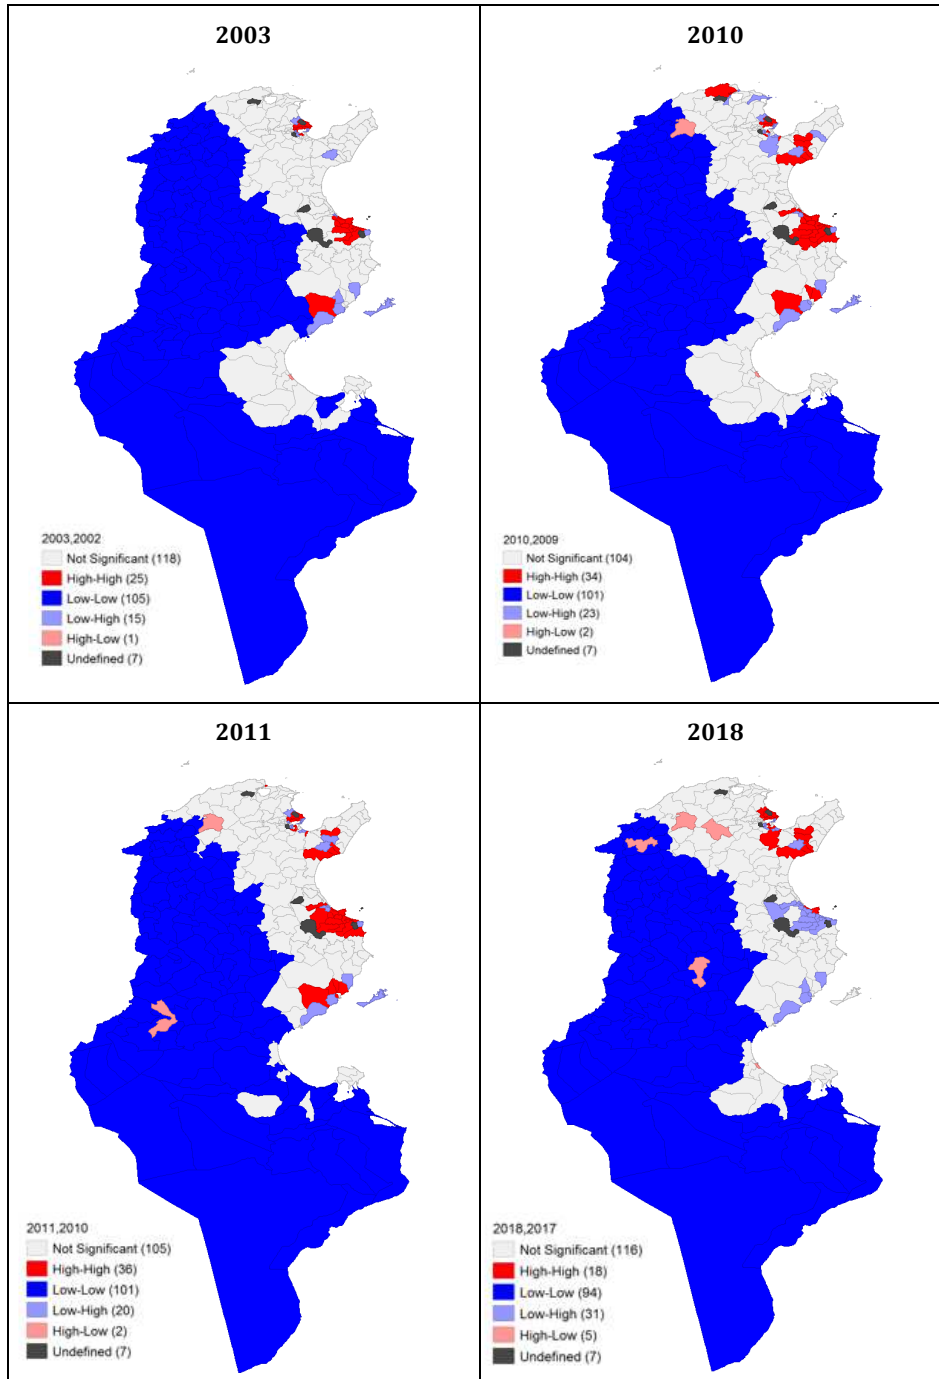 2003
2003,2002
Not Significant (118)
High-High (25)
Low-Low (105)
Low-High (15)
High-Low (1)
Undefined (7)
2010
2010,2009
Not Significant (104)
High-High (34)
Low-Low (101)
Low-High (23)
High-Low (2)
Undefined (7)
2011
2011,2010
Not Significant (105)
High-High (36)
Low-Low (101)
Low-High (20)
High-Low (2)
Undefined (7)
2018
2018,2017
Not Significant (116)
High-High (18)
Low-Low (94)
Low-High (31)
High-Low (5)
Undefined (7)